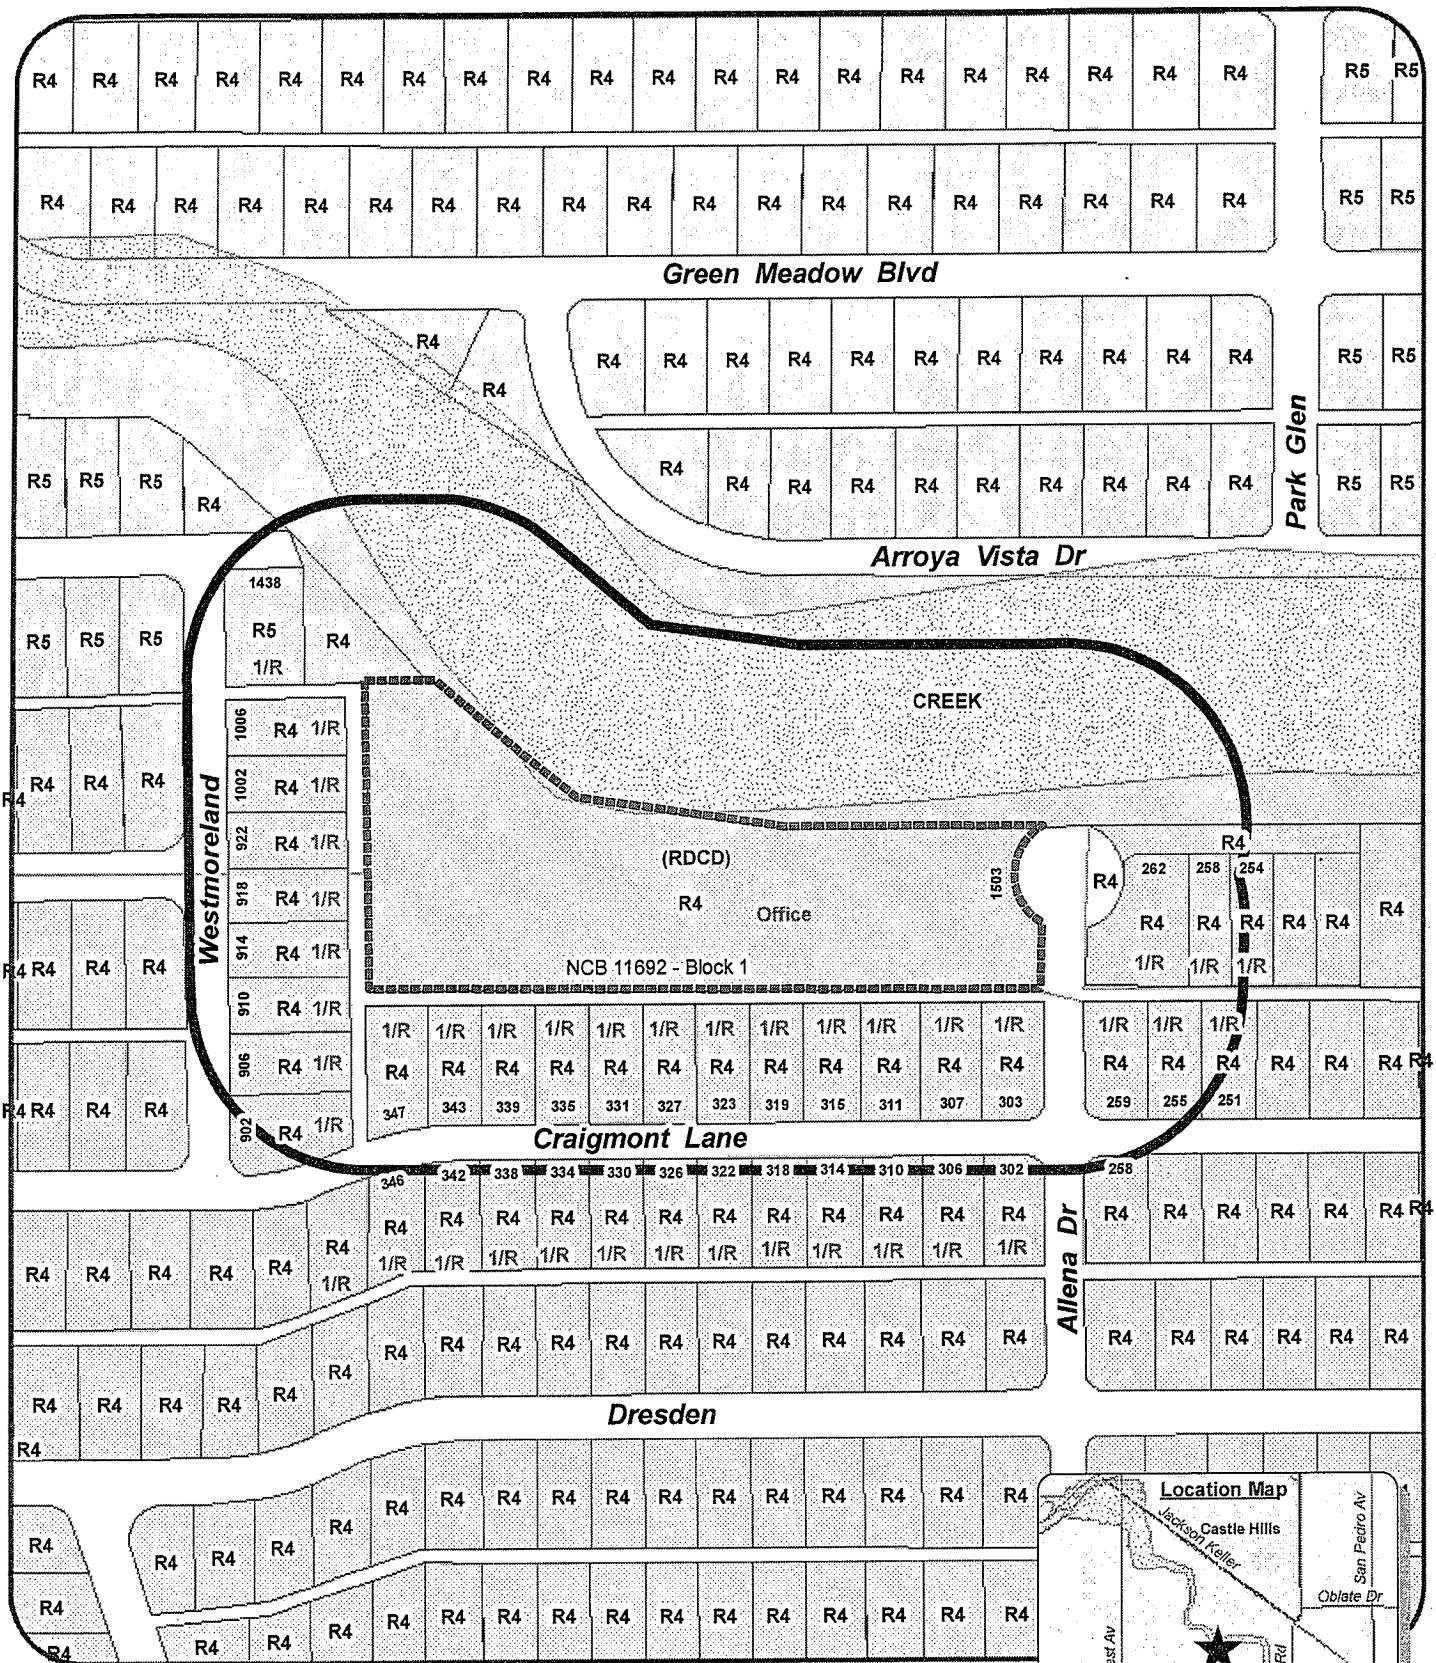 R4 R4 R4 R4 R4 R4 R4 R4 R4 R4 R4 R4 R4 R4 R4 R4 R4 R4 R4 R4 R5 R5
R4 R4 R4 R4 R4 R4 R4 R4 R4 R4 R4 R4 R4 R4 R4 R4 R4 R4 R4 R5 R5
Green Meadow Blvd
R4
R4
R4 R4 R4 R4 R4 R4 R4 R4 R4 R4 R4 R5 R5
Park Glen
R5 R5 R5 R4
R4 R4 R4 R4 R4 R4 R4 R4 R4 R4 R5 R5
Arroya Vista Dr
1438
R5 R5 R5 R5 R4
1/R
CREEK
1006 R4 1/R
R4 R4 R4 R4 1002 R4 1/R
Westmoreland
922 R4 1/R
918 R4 1/R
914 R4 1/R
910 R4 1/R
906 R4 1/R
902 R4 1/R
(RDCD)
R4
Office
1503
NCB 11692 - Block 1
R4
R4 262 258 254
R4 R4 R4 R4 R4 R4
1/R 1/R 1/R
R4 R4 R4 R4
1/R 1/R 1/R 1/R 1/R 1/R 1/R 1/R 1/R 1/R 1/R 1/R 1/R 1/R 1/R
R4 R4 R4 R4 R4 R4 R4 R4 R4 R4 R4 R4 R4 R4 R4 R4 R4 R4 R4
347 343 339 335 331 327 323 319 315 311 307 303 259 255 251
R4 R4 R4 R4
Craigmont Lane
346 342 338 334 330 326 322 318 314 310 306 302 258
R4 R4 R4 R4 R4 R4 R4 R4 R4 R4 R4 R4 R4 R4 R4 R4 R4 R4 R4
1/R 1/R 1/R 1/R 1/R 1/R 1/R 1/R 1/R 1/R 1/R 1/R
R4 R4 R4 R4 R4 R4
1/R
Allena Dr
R4 R4 R4 R4 R4 R4 R4 R4 R4 R4 R4 R4 R4 R4 R4 R4 R4 R4
R4 R4 R4 R4 R4 R4
R4
Dresden
R4 R4 R4 R4 R4 R4 R4 R4 R4 R4 R4 R4
R4 R4 R4 R4 R4
R4 R4 R4 R4 R4 R4 R4 R4 R4 R4 R4 R4
R4 R4 R4 R4 R4
Location Map
Jackson Keller
Castle Hills
San Pedro Av
Oblate Dr
est Av
Rd